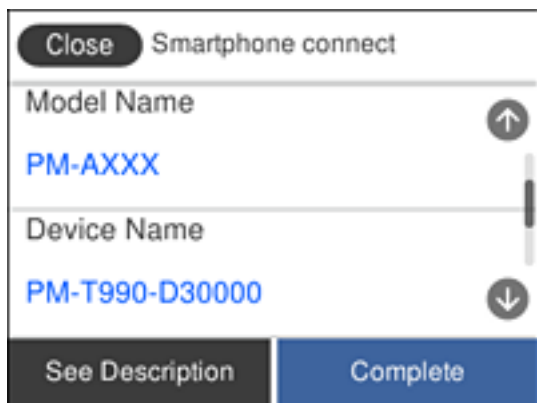 Close Smartphone connect
Model Name
PM-AXXX
Device Name
PM-T990-D30000
See Description Complete